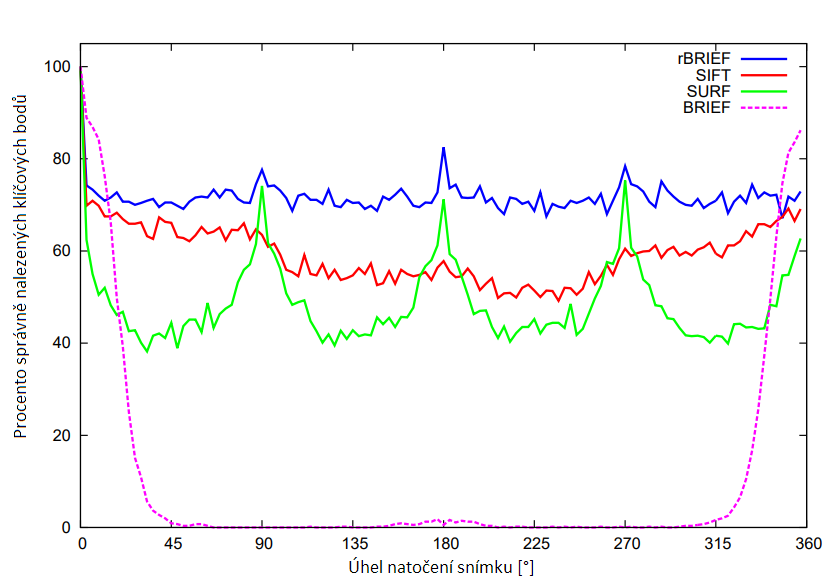 rBRIEF
SIFT
SURF
BRIEF
Procento správně nalezených klíčových bodů
100
80
60
40
20
0
0 45 90 135 180 225 270 315 360
Úhel natočení snímku [°]